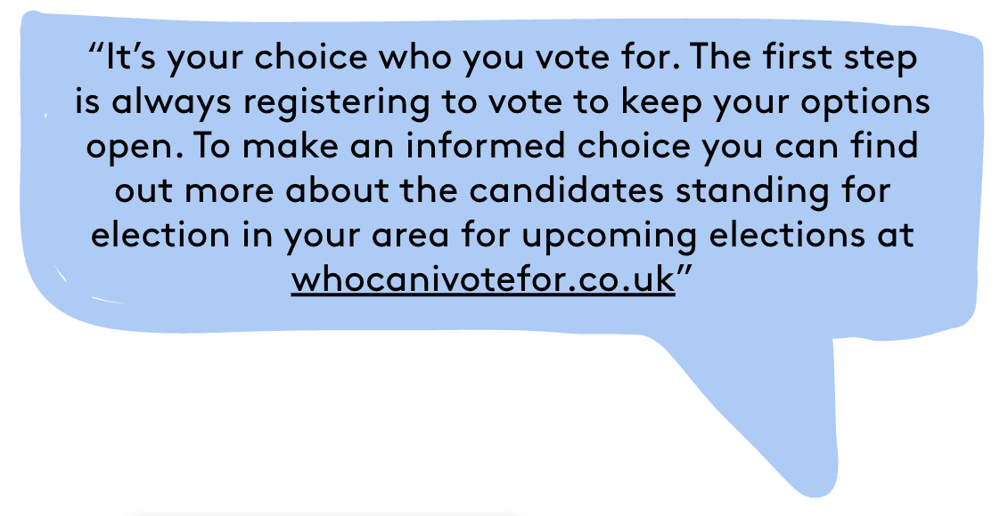 “It’s your choice who you vote for. The first step
is always registering to vote to keep your options
open. To make an informed choice you can find
out more about the candidates standing for
election in your area for upcoming elections at
whocanivotefor.co.uk”